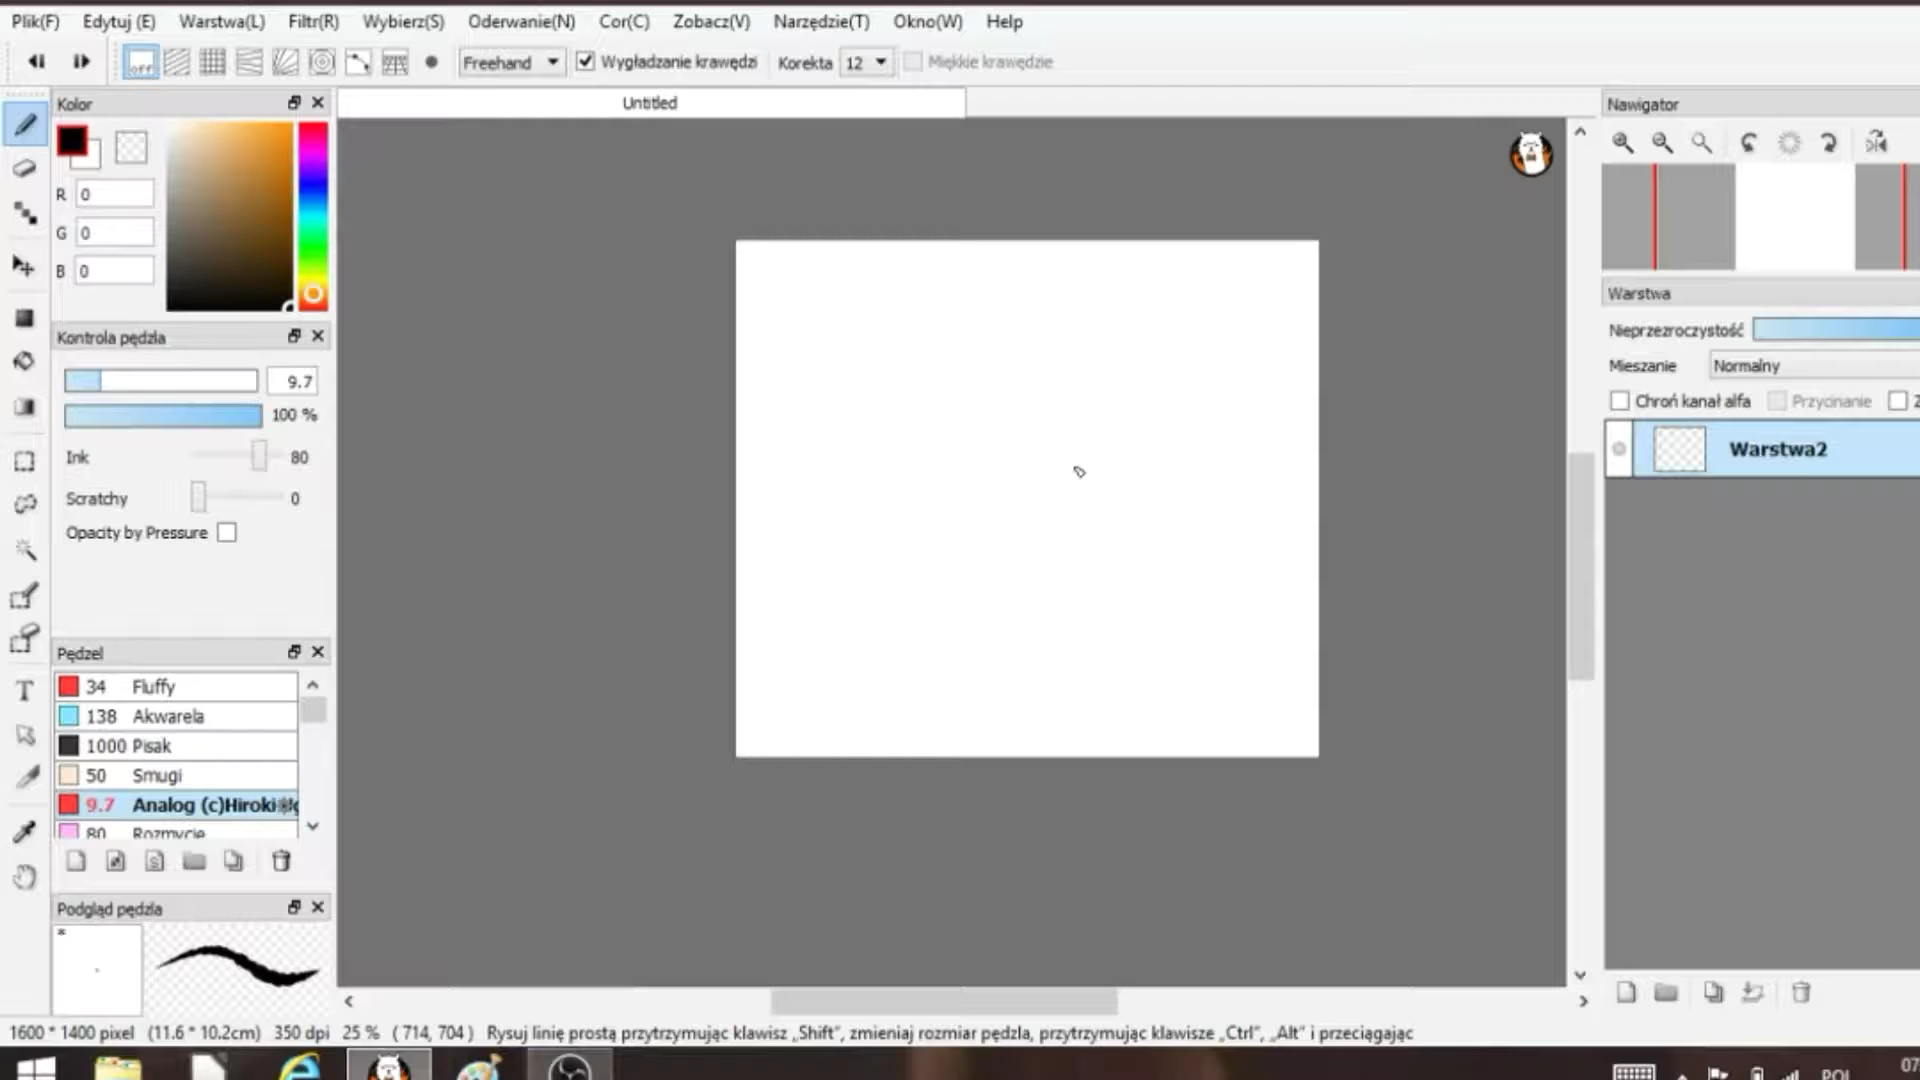 Plik(F) Edytuj (E) Warstwa(L) Filtr(R) Wybierz(S) Oderwanie(N) Cor(C) Zobacz(V) Narzędzie(T) Okno(W) Help
off Freehand Wygładzanie krawędzi Korekta 12 Miękkie krawędzie
Kolor
Untitled
Nawigator
R 0
G 0
B 0
Warstwa
Nieprzezroczystość
Mieszanie Normalny
Chroń kanał alfa Przycinanie
Warstwa2
Kontrola pędzla
9.7
100 %
Ink 80
Scratchy 0
Opacity by Pressure
Pędzel
34 Fluffy
138 Akwarela
1000 Pisak
50 Smugi
9.7 Analog (c)Hiroki
80 Rozmycie
Podgląd pędzla
*
1600 * 1400 pixel (11.6 * 10.2cm) 350 dpi 25 % ( 714, 704 ) Rysuj linię prostą przytrzymując klawisz „Shift”, zmieniaj rozmiar pędzla, przytrzymując klawisze „Ctrl”, „Alt” i przeciągając
POL 07